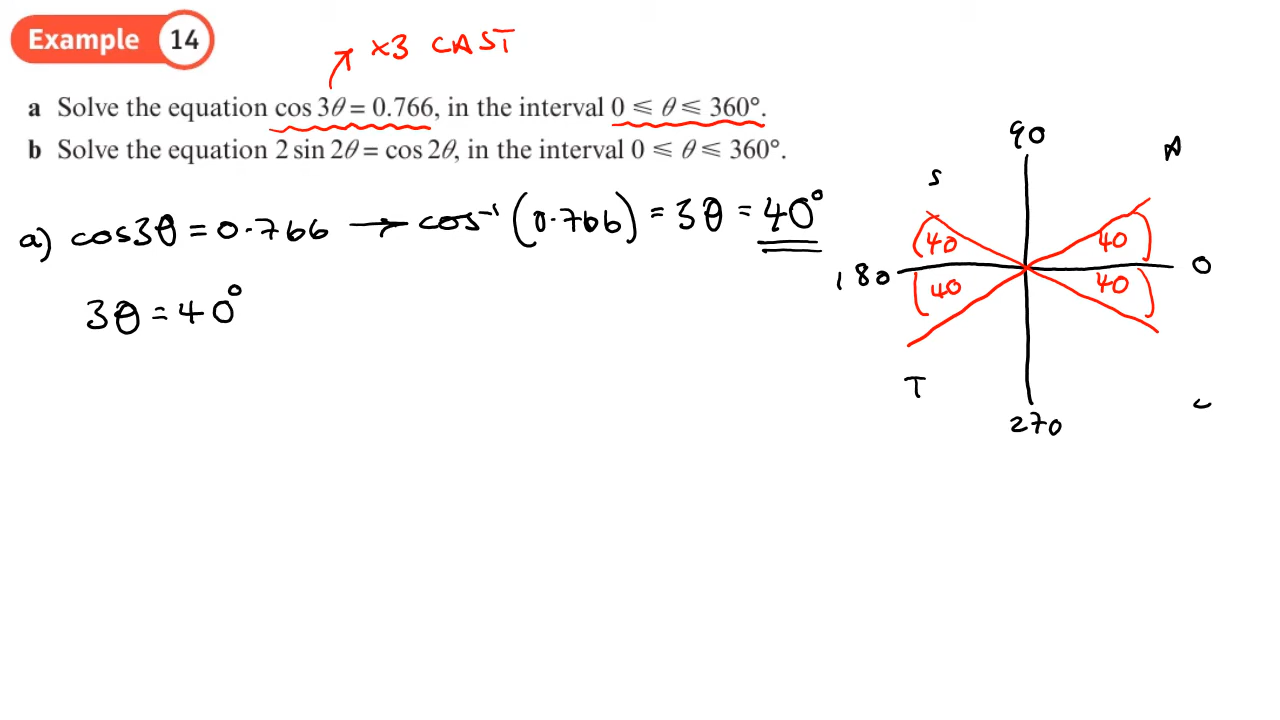 Example 14
×3 CAST
a Solve the equation cos 3θ = 0.766, in the interval 0 ⩽ θ ⩽ 360°.
b Solve the equation 2 sin 2θ = cos 2θ, in the interval 0 ⩽ θ ⩽ 360°.
a) cos3θ = 0.766 → cos⁻¹(0.766) = 3θ = 40°
3θ = 40°
90
S
A
40
40
180
0
40
40
T
C
270